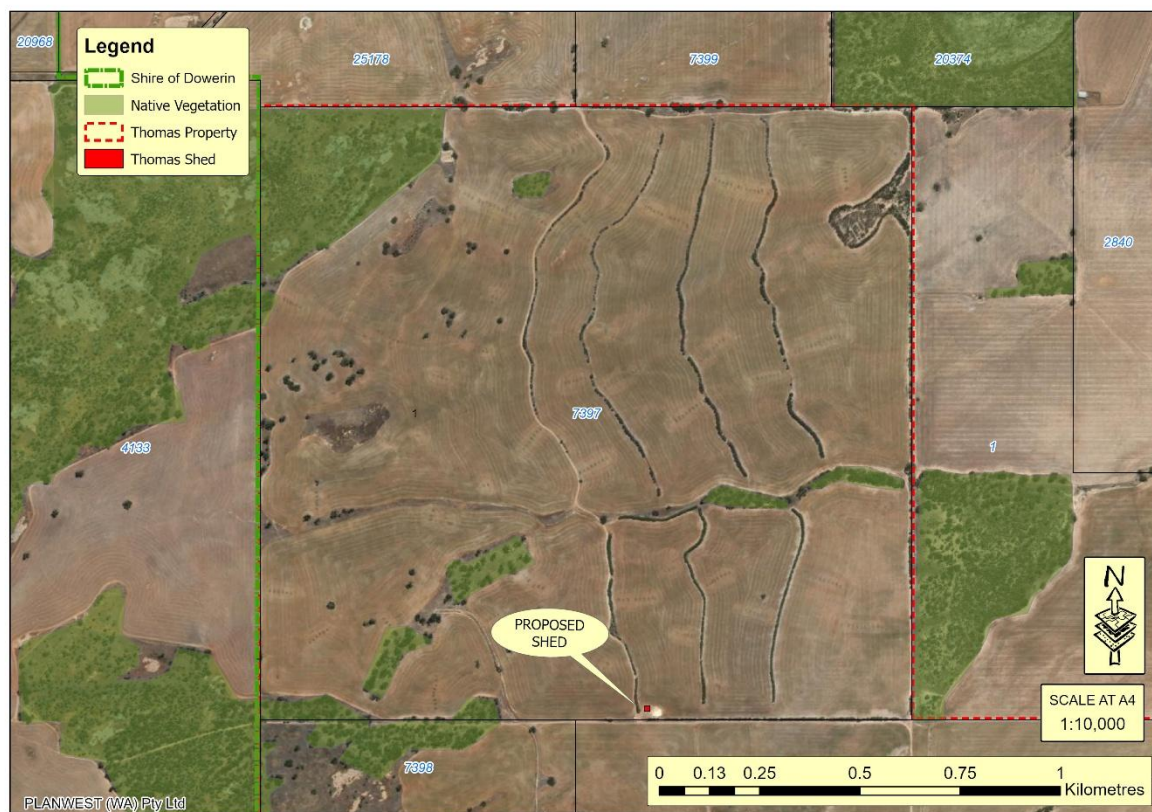 20968
25178
7399
20374
Legend
Shire of Dowerin
Native Vegetation
Thomas Property
Thomas Shed
2840
1
7397
4133
1
N
PROPOSED
SHED
SCALE AT A4
1:10,000
7398
0 0.13 0.25 0.5 0.75 1
Kilometres
PLANWEST (WA) Pty Ltd